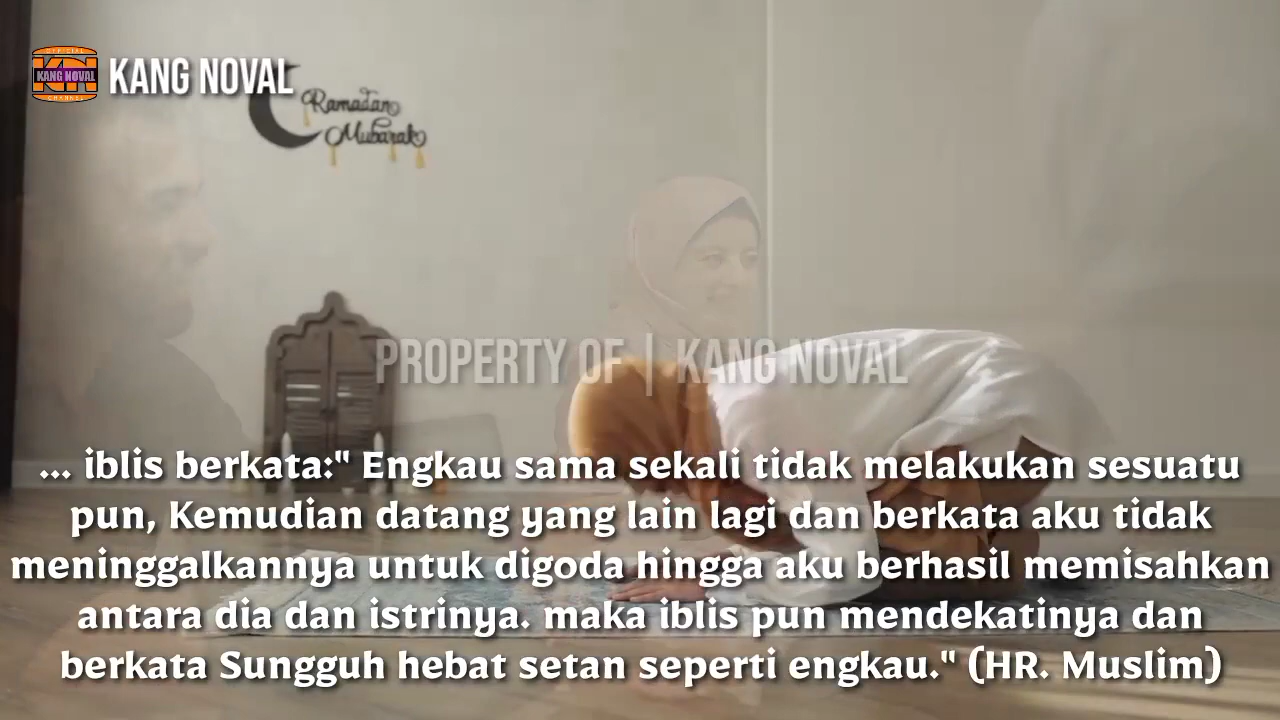 OFFICIAL
KANG NOVAL
CHANNEL
KANG NOVAL
Ramadan
Mubarak
PROPERTY OF | KANG NOVAL
... iblis berkata:" Engkau sama sekali tidak melakukan sesuatu
pun, Kemudian datang yang lain lagi dan berkata aku tidak
meninggalkannya untuk digoda hingga aku berhasil memisahkan
antara dia dan istrinya. maka iblis pun mendekatinya dan
berkata Sungguh hebat setan seperti engkau." (HR. Muslim)